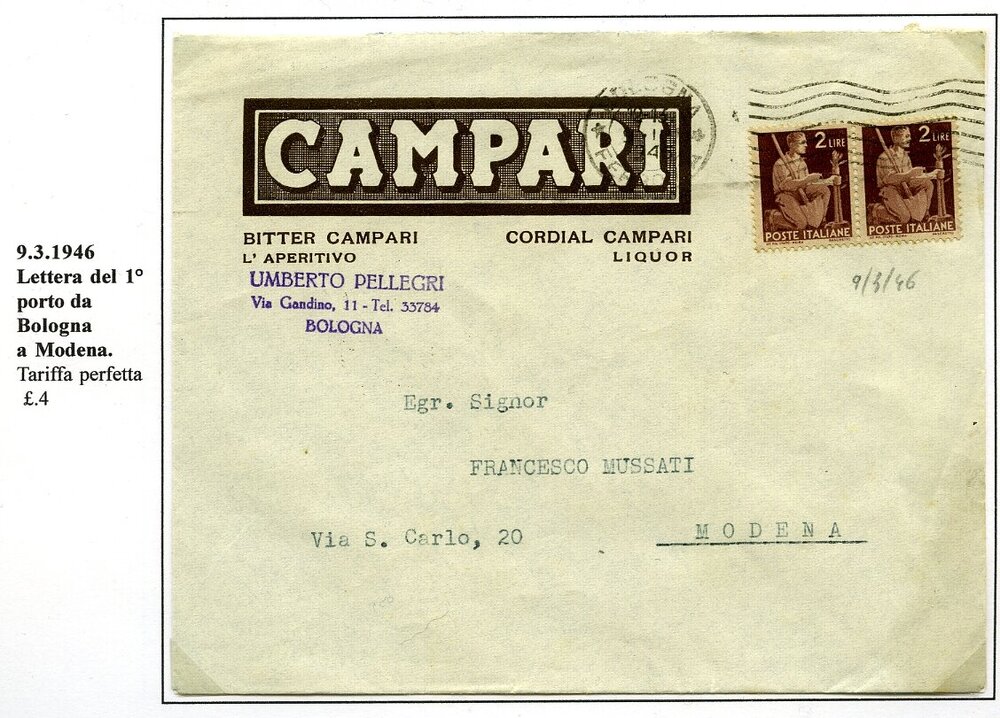 9.3.1946
Lettera del 1°
porto da
Bologna
a Modena.
Tariffa perfetta
£.4
CAMPARI
BITTER CAMPARI
L' APERITIVO
CORDIAL CAMPARI
LIQUOR
UMBERTO PELLEGRI
Via Gandino, 11 - Tel. 33784
BOLOGNA
BOLOGNA
2 LIRE
POSTE ITALIANE
2 LIRE
POSTE ITALIANE
9/3/46
Egr. Signor
FRANCESCO MUSSATI
Via S. Carlo, 20
MODENA